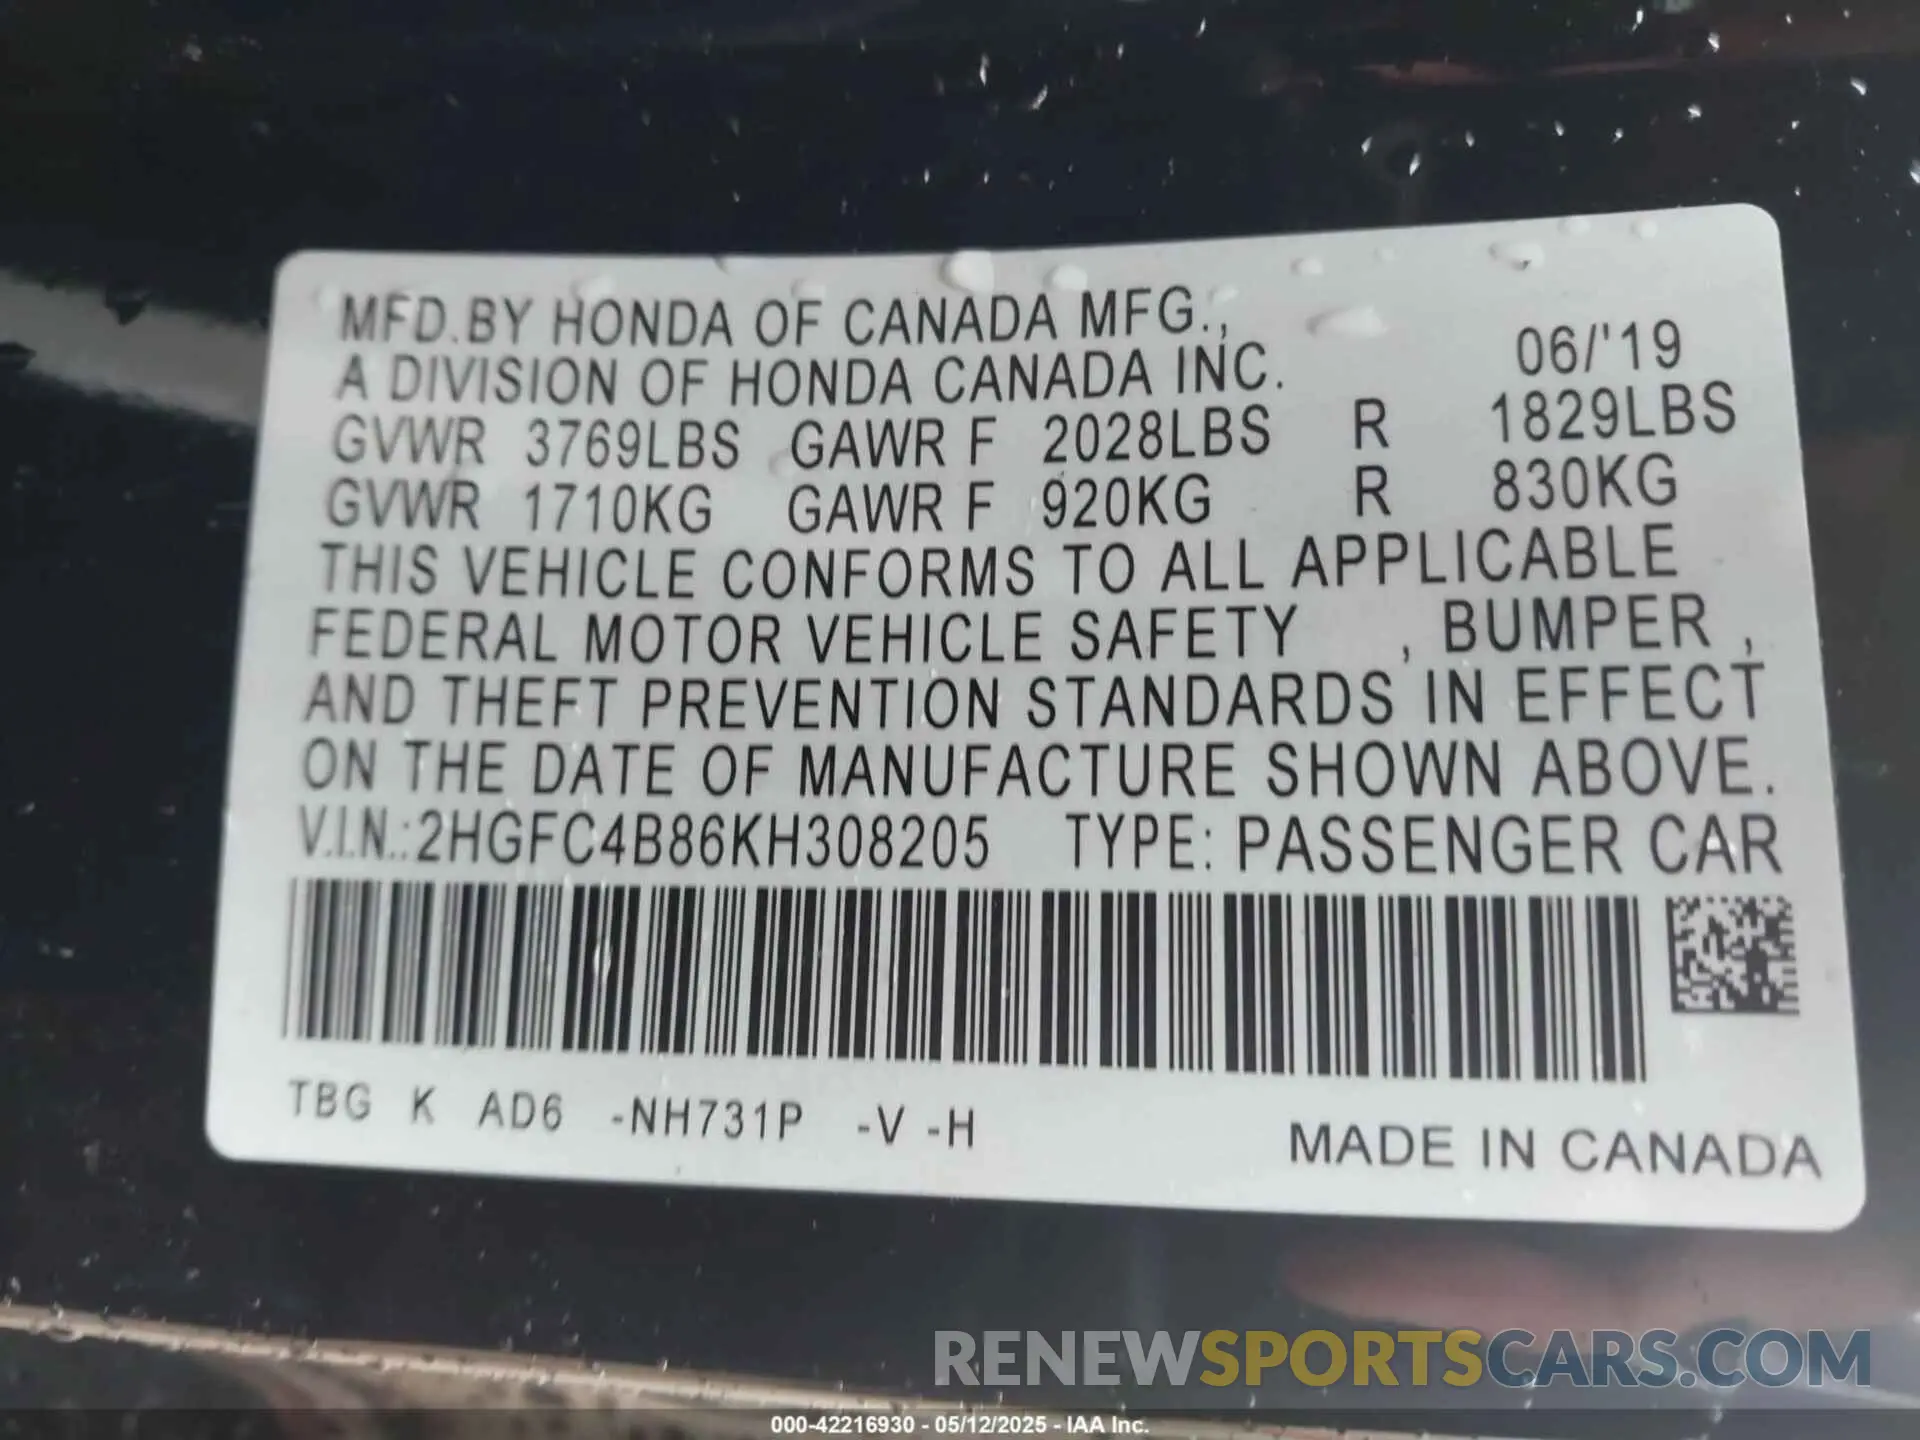 MFD.BY HONDA OF CANADA MFG.,
A DIVISION OF HONDA CANADA INC. 06/'19
GVWR 3769LBS GAWR F 2028LBS R 1829LBS
GVWR 1710KG GAWR F 920KG R 830KG
THIS VEHICLE CONFORMS TO ALL APPLICABLE
FEDERAL MOTOR VEHICLE SAFETY , BUMPER ,
AND THEFT PREVENTION STANDARDS IN EFFECT
ON THE DATE OF MANUFACTURE SHOWN ABOVE.
V.I.N.:2HGFC4B86KH308205 TYPE: PASSENGER CAR
TBG K AD6 -NH731P -V -H
MADE IN CANADA
RENEWSPORTSCARS.COM
000-42216930 - 05/12/2025 - IAA Inc.